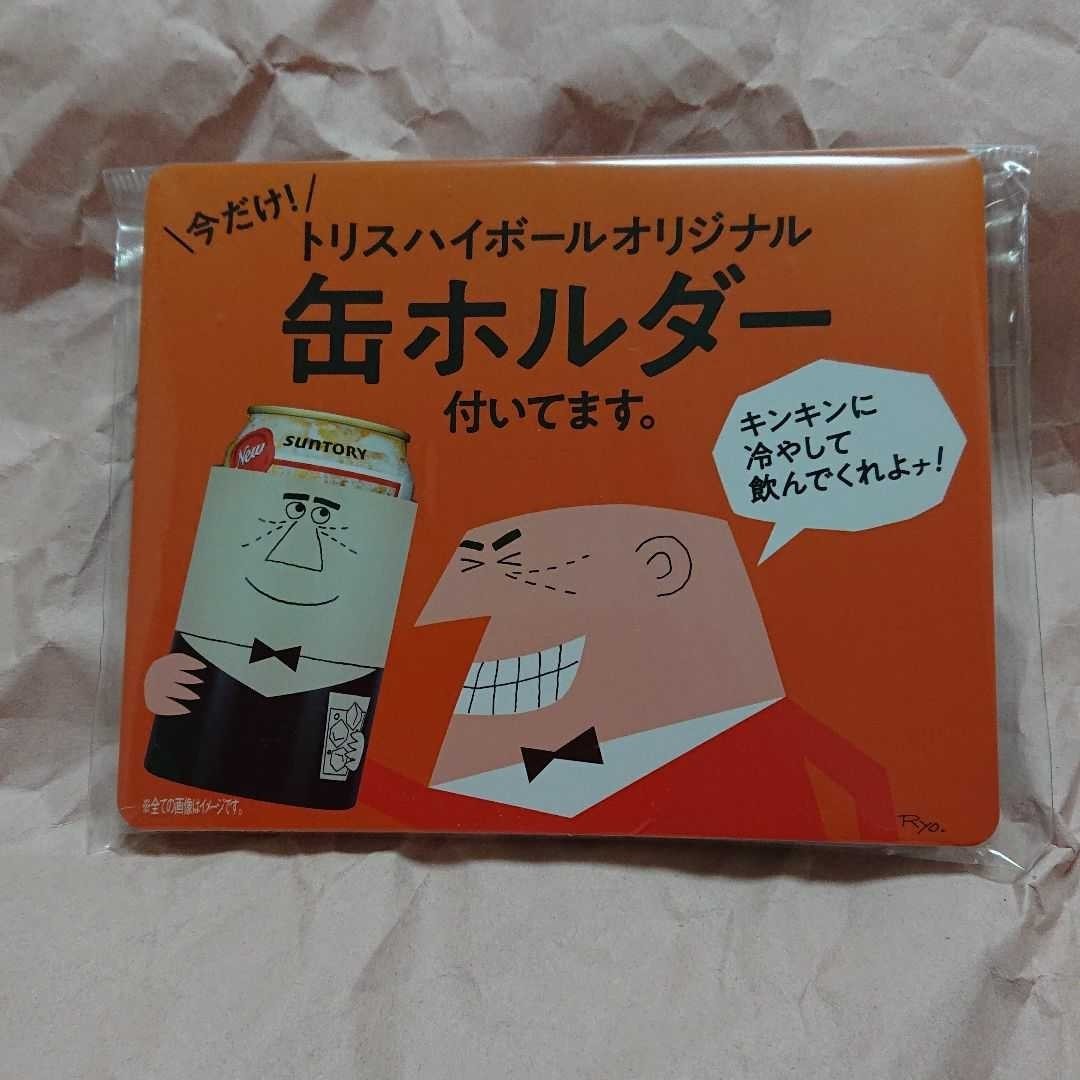 今だけ!
トリスハイボールオリジナル
缶ホルダー
付いてます。
キンキンに
冷やして
飲んでくれよナ!
New
SUNTORY
※全ての画像はイメージです。
RYO.